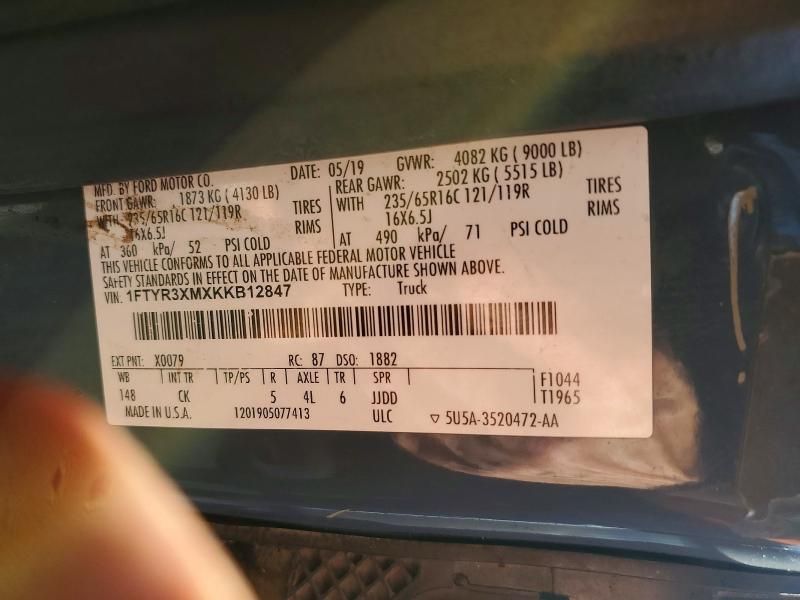 MFD. BY FORD MOTOR CO. DATE: 05/19 GVWR: 4082 KG ( 9000 LB)
FRONT GAWR: 1873 KG ( 4130 LB) REAR GAWR: 2502 KG ( 5515 LB)
WITH 235/65R16C 121/119R TIRES WITH 235/65R16C 121/119R TIRES
16X6.5J RIMS 16X6.5J RIMS
AT 360 kPa/ 52 PSI COLD AT 490 kPa/ 71 PSI COLD
THIS VEHICLE CONFORMS TO ALL APPLICABLE FEDERAL MOTOR VEHICLE
SAFETY STANDARDS IN EFFECT ON THE DATE OF MANUFACTURE SHOWN ABOVE.
VIN: 1FTYR3XMXKKB12847 TYPE: Truck
EXT PNT: X0079 RC: 87 DSO: 1882
WB INT TR TP/PS R AXLE TR SPR F1044
148 CK 5 4L 6 JJDD T1965
MADE IN U.S.A. 1201905077413 ULC ▽ 5U5A-3520472-AA